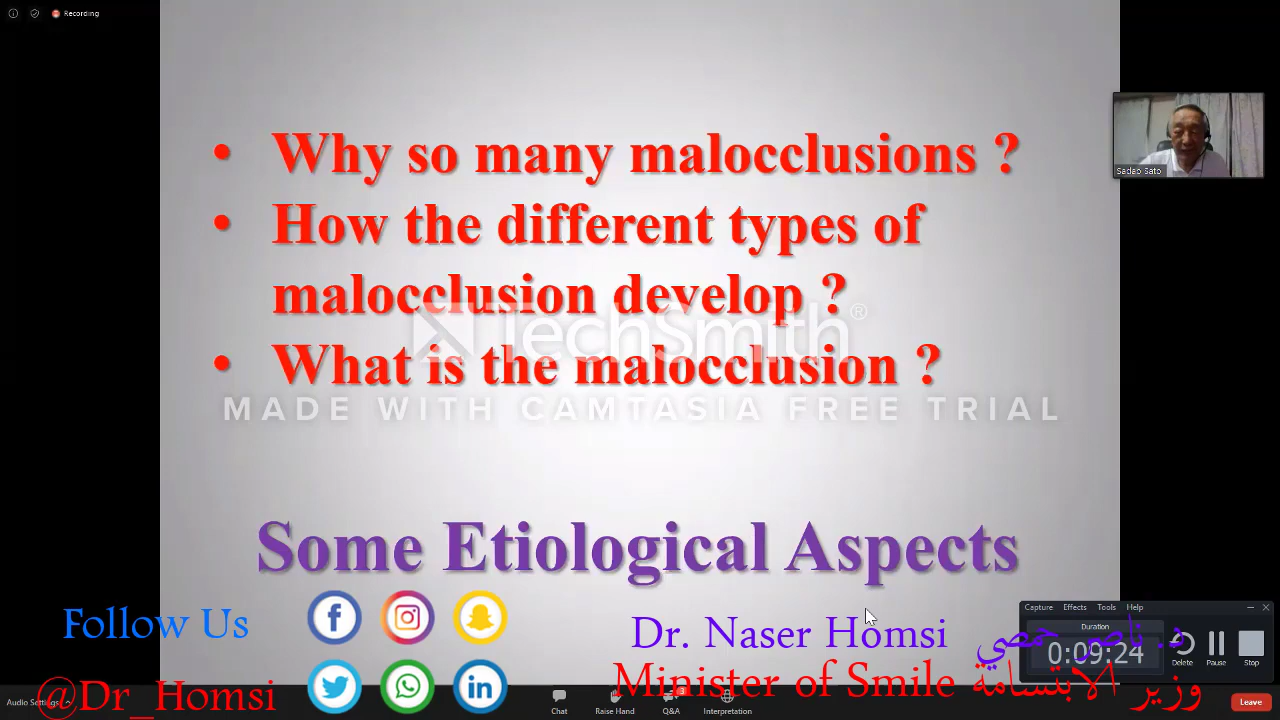 Recording
• Why so many malocclusions ?
• How the different types of
malocclusion develop ?
• What is the malocclusion ?
TechSmith®
MADE WITH CAMTASIA FREE TRIAL
Some Etiological Aspects
Sadao Sato
Follow Us
@Dr_Homsi
Dr. Naser Homsi
Minister of Smile
د. ناصر حمصي
وزير الابتسامة
Capture Effects Tools Help
Duration
0:09:24
Delete Pause Stop
Audio Settings
Chat
Raise Hand
3
Q&A
Interpretation
Leave